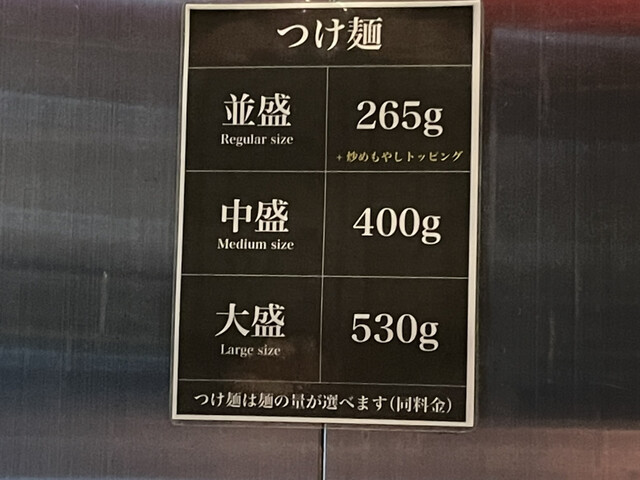 つけ麺
並盛
Regular size
265g
+ 炒めもやしトッピング
中盛
Medium size
400g
大盛
Large size
530g
つけ麺は麺の量が選べます(同料金)